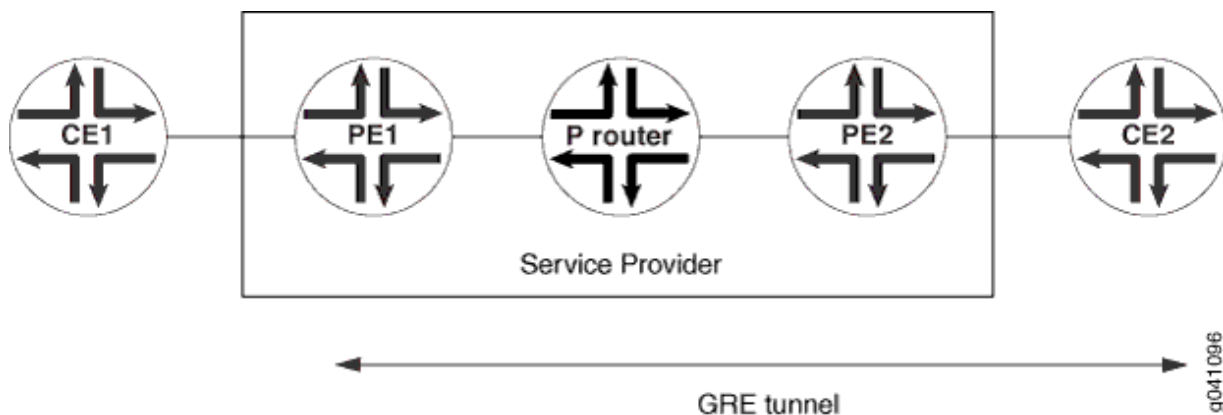 CE1
PE1
P router
PE2
CE2
Service Provider
GRE tunnel
g041096